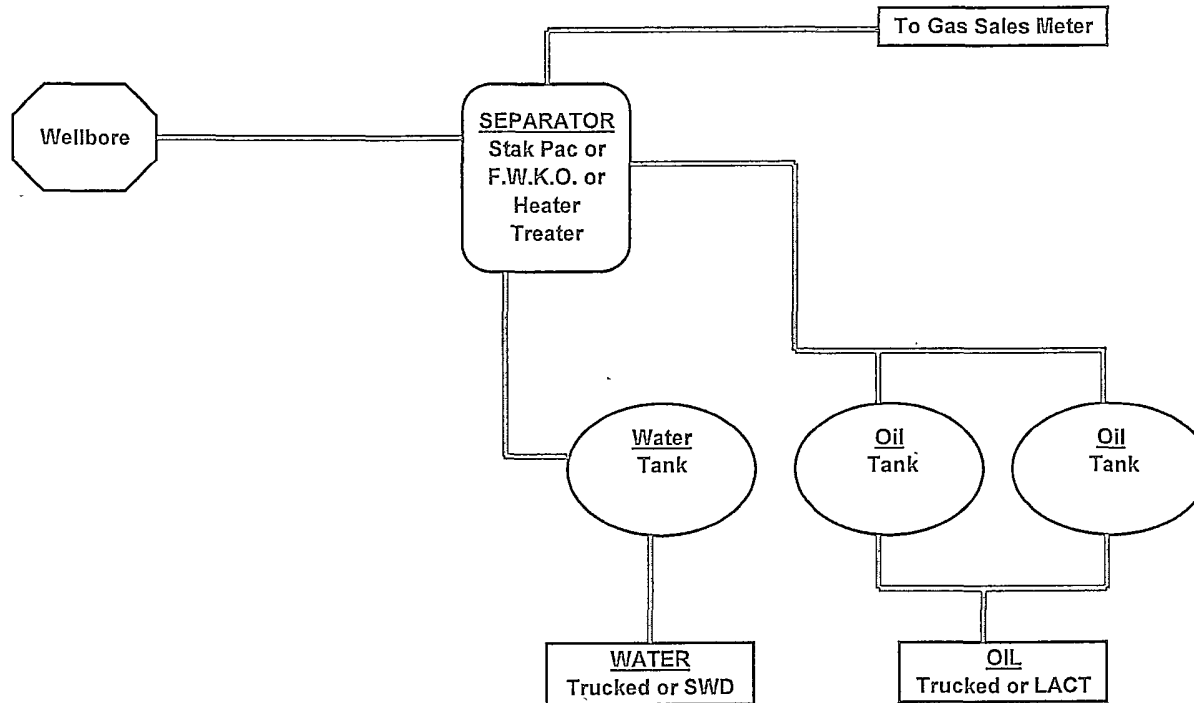 To Gas Sales Meter
Wellbore
SEPARATOR
Stak Pac or
F.W.K.O. or
Heater
Treater
Water
Tank
Oil
Tank
Oil
Tank
WATER
Trucked or SWD
OIL
Trucked or LACT